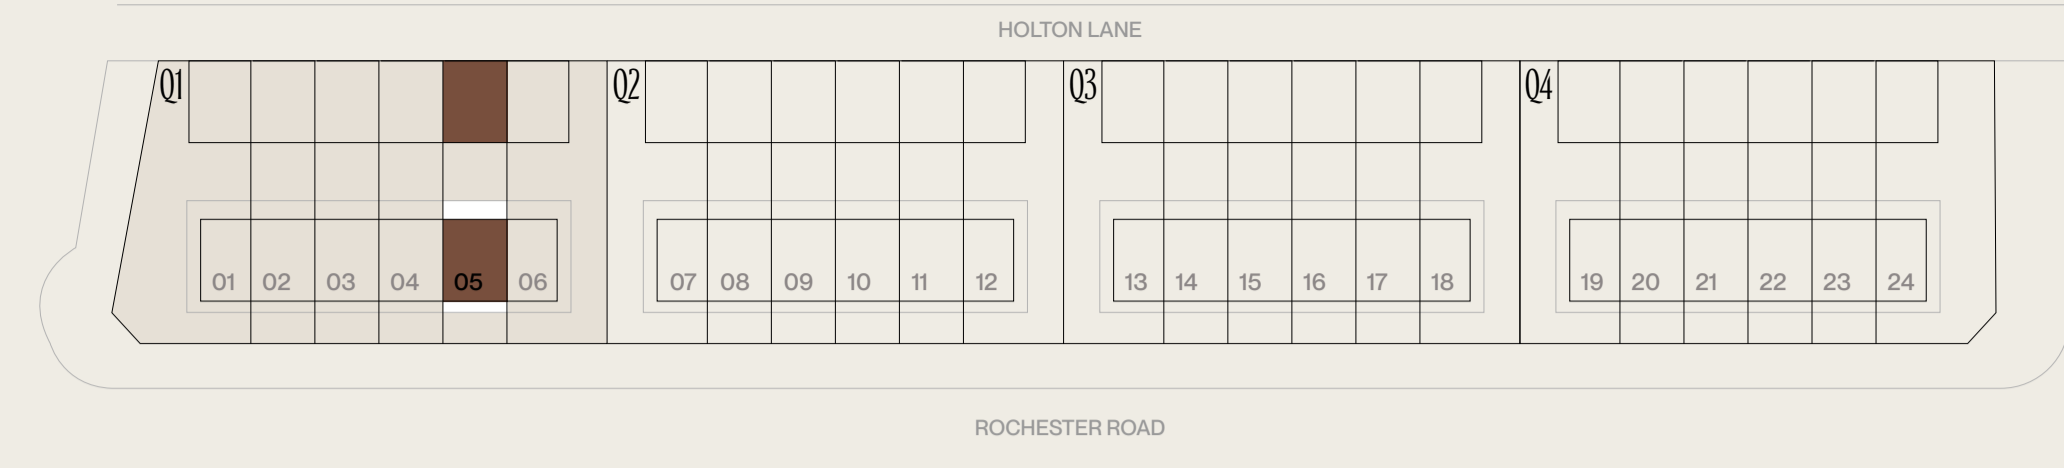 HOLTON LANE
Q1 Q2 Q3 Q4
01 02 03 04 05 06 07 08 09 10 11 12 13 14 15 16 17 18 19 20 21 22 23 24
ROCHESTER ROAD